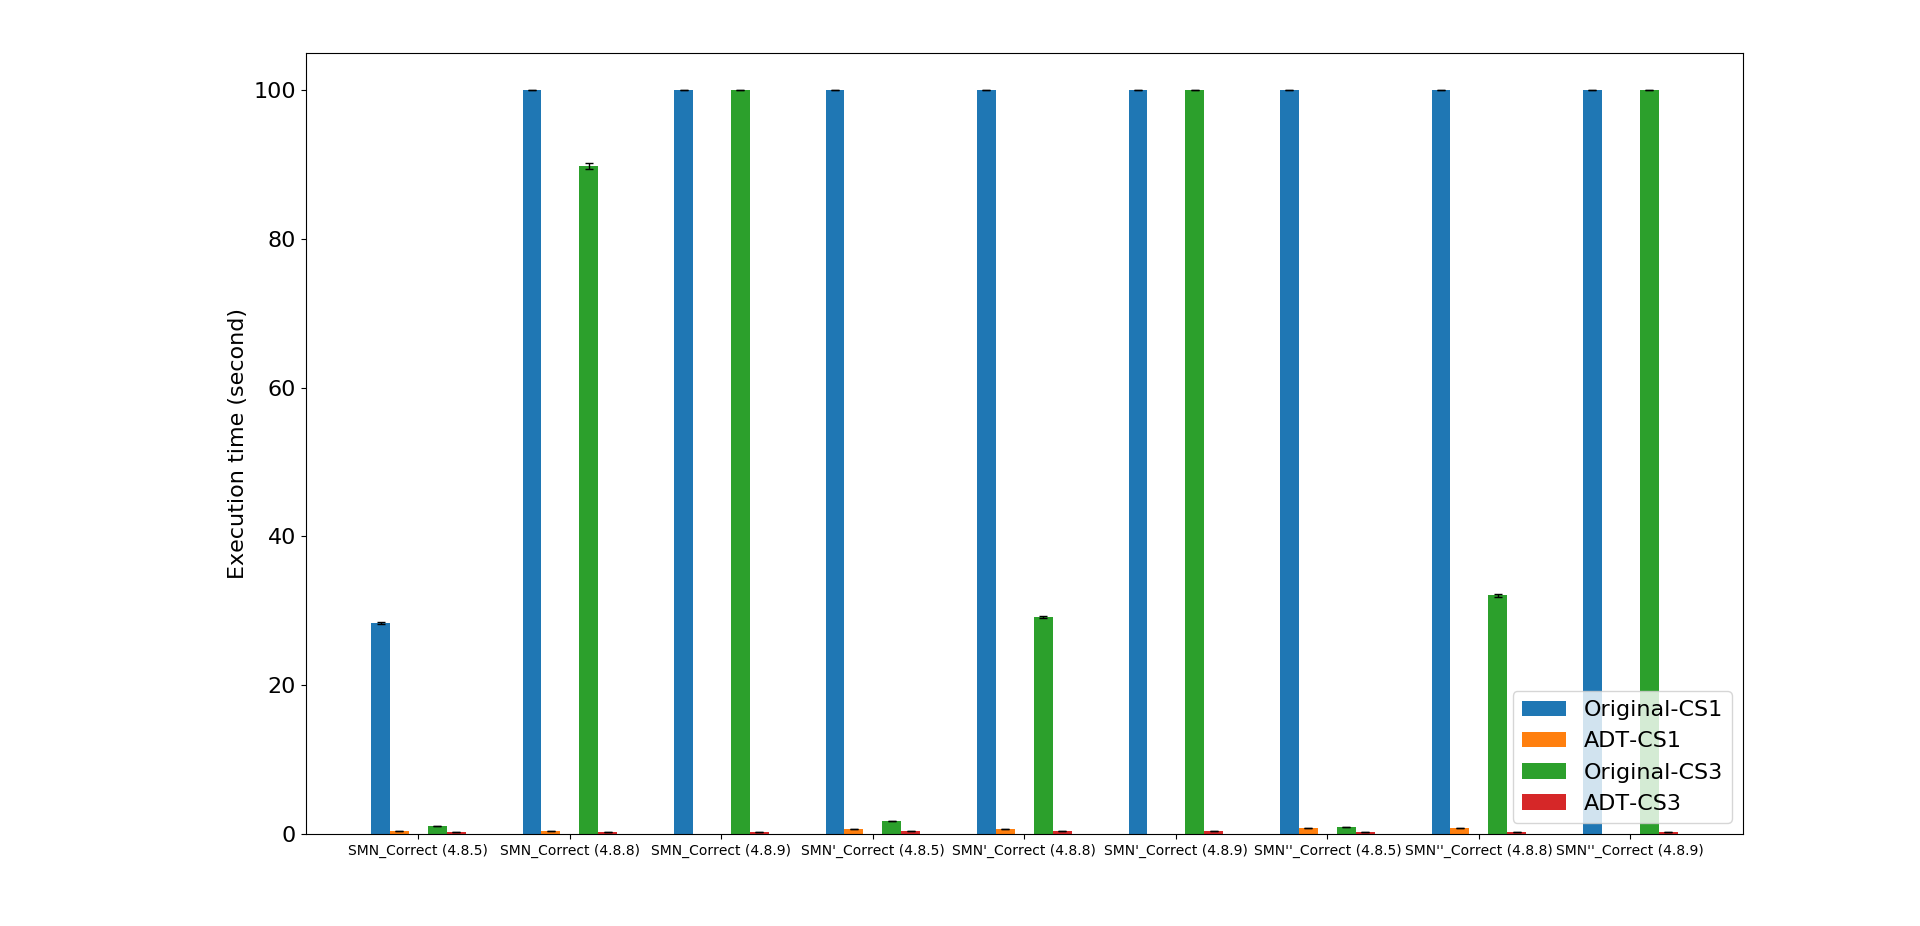 100
80
60
40
20
0
Execution time (second)
SMN_Correct (4.8.5)
SMN_Correct (4.8.8)
SMN_Correct (4.8.9)
SMN'_Correct (4.8.5)
SMN'_Correct (4.8.8)
SMN'_Correct (4.8.9)
SMN''_Correct (4.8.5)
SMN''_Correct (4.8.8)
SMN''_Correct (4.8.9)
Original-CS1
ADT-CS1
Original-CS3
ADT-CS3